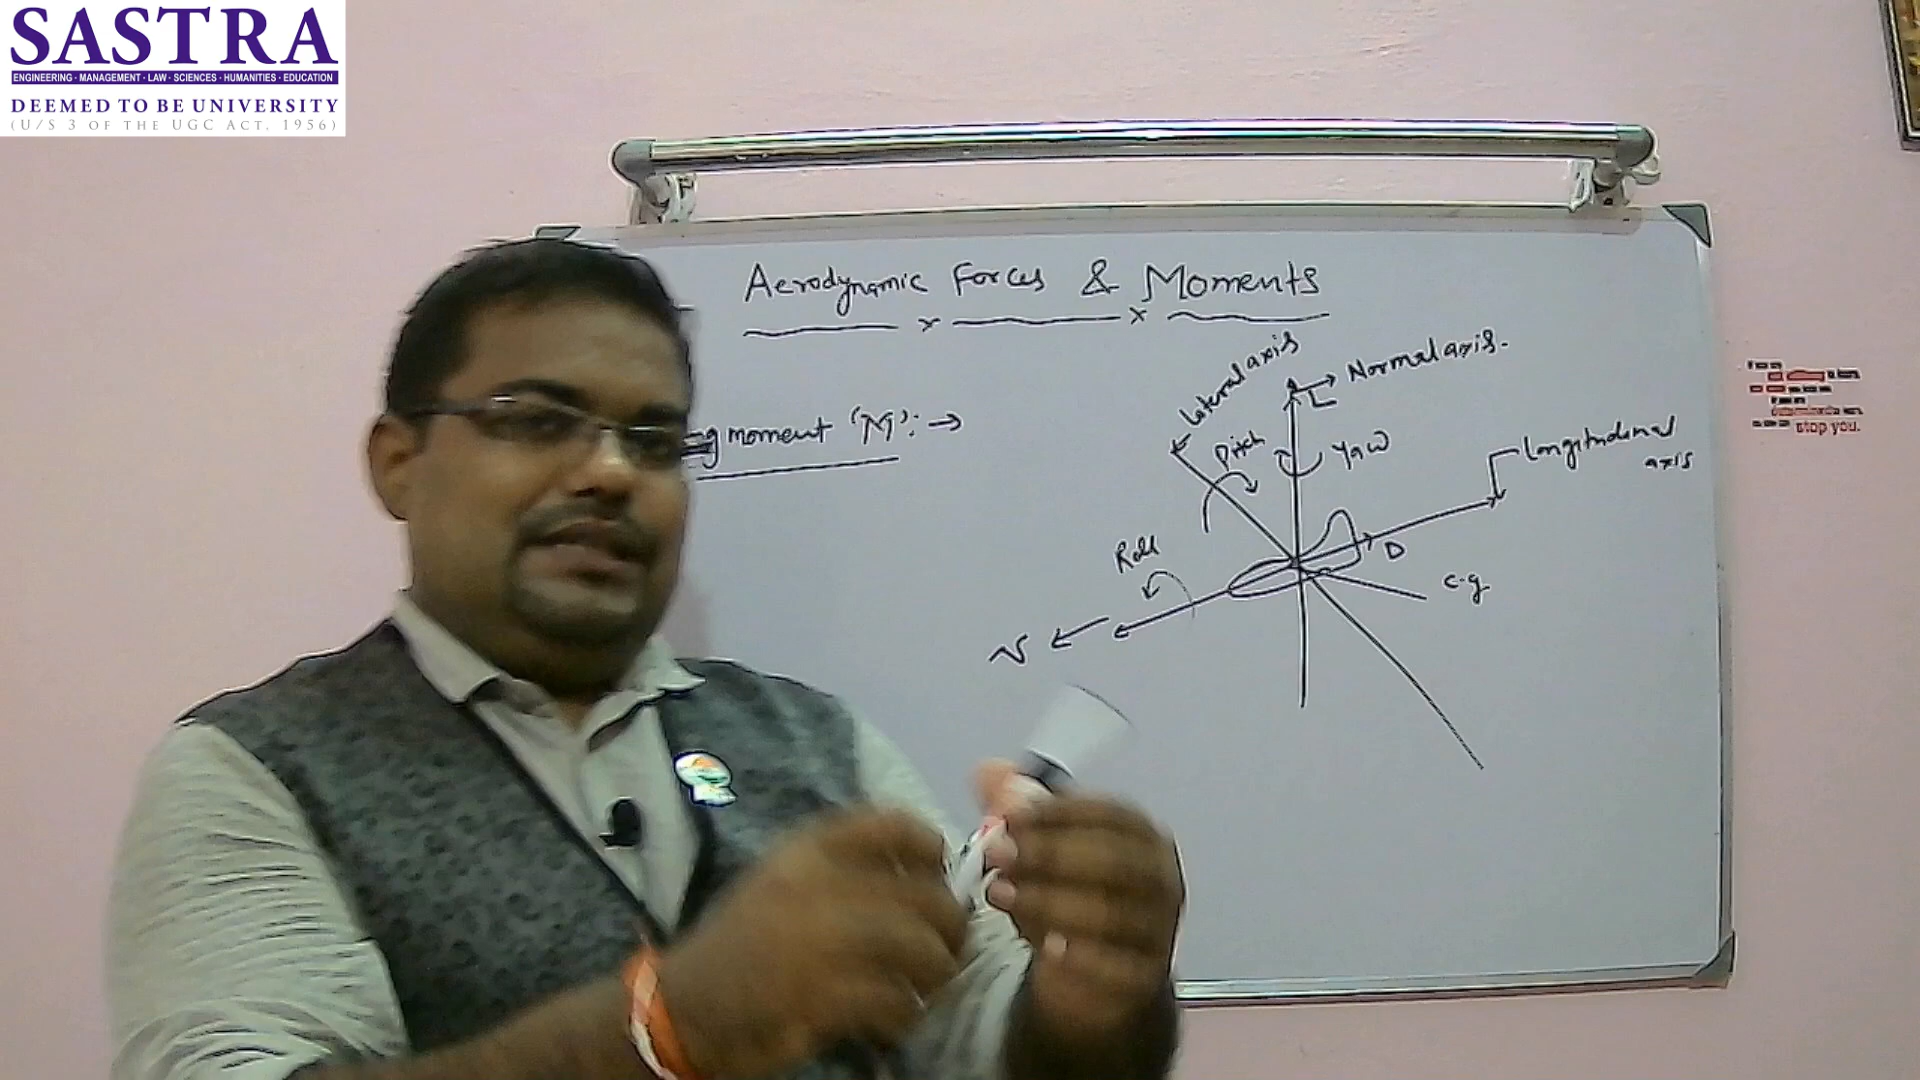 SASTRA
ENGINEERING · MANAGEMENT · LAW · SCIENCES · HUMANITIES · EDUCATION
DEEMED TO BE UNIVERSITY
(U/S 3 OF THE UGC ACT, 1956)
Aerodynamic Forces & Moments
ng moment 'M': →
lateral axis
Normal axis.
L
Pitch
Yaw
Longitudinal
axis
Roll
D
c.g
V
stop you.